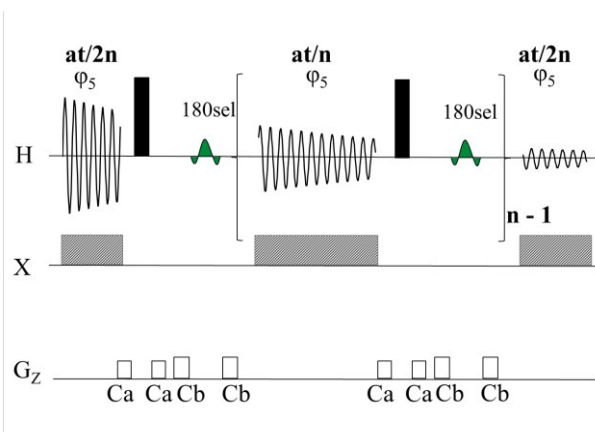 at/2n at/n at/2n
φ₅ φ₅ φ₅
180sel 180sel
H
n - 1
X
G_Z
Ca Ca Cb Cb Ca Ca Cb Cb